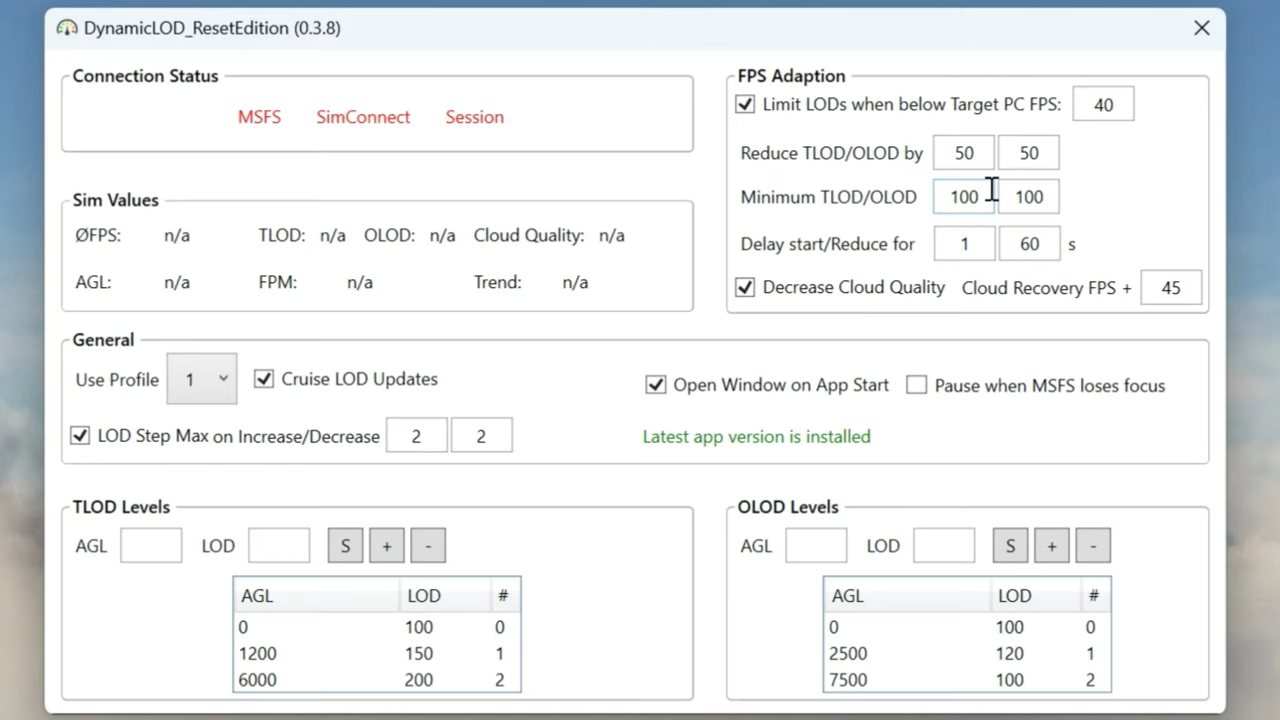 DynamicLOD_ResetEdition (0.3.8)
Connection Status
MSFS SimConnect Session
Sim Values
ØFPS: n/a TLOD: n/a OLOD: n/a Cloud Quality: n/a
AGL: n/a FPM: n/a Trend: n/a
FPS Adaption
Limit LODs when below Target PC FPS: 40
Reduce TLOD/OLOD by 50 50
Minimum TLOD/OLOD 100 100
Delay start/Reduce for 1 60 s
Decrease Cloud Quality Cloud Recovery FPS + 45
General
Use Profile 1 Cruise LOD Updates Open Window on App Start Pause when MSFS loses focus
LOD Step Max on Increase/Decrease 2 2 Latest app version is installed
TLOD Levels
AGL LOD S + -
AGL LOD #
0 100 0
1200 150 1
6000 200 2
OLOD Levels
AGL LOD S + -
AGL LOD #
0 100 0
2500 120 1
7500 100 2